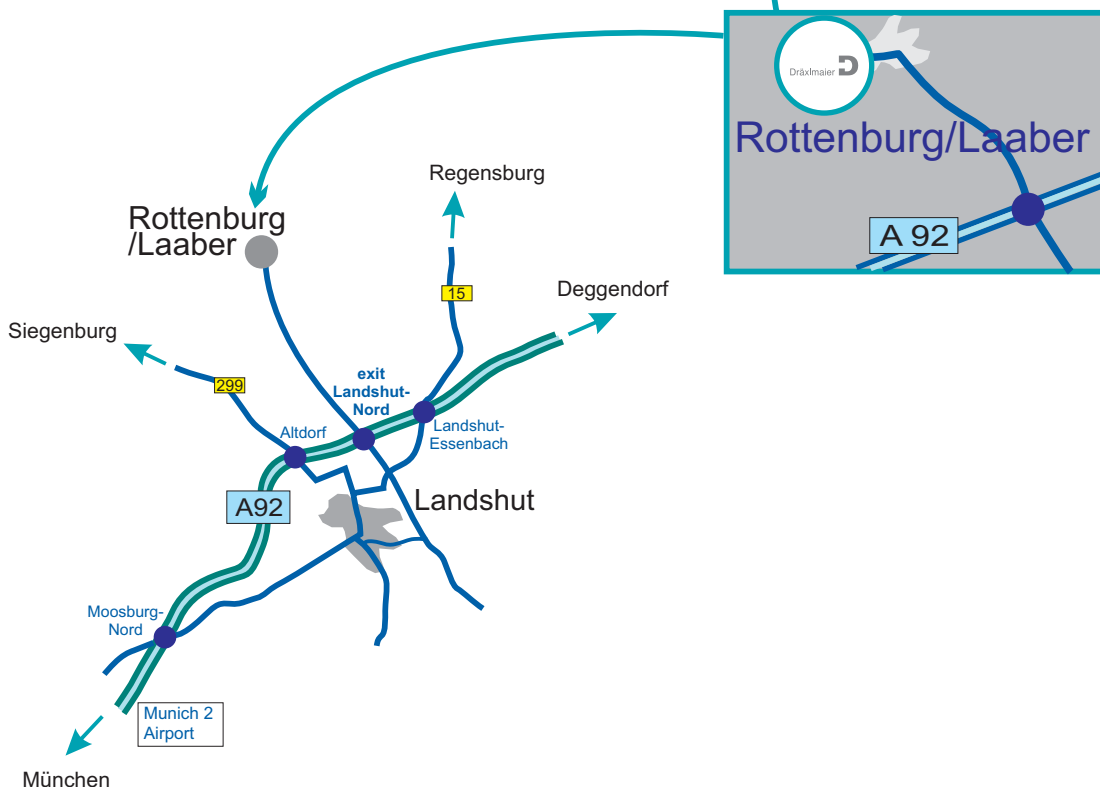 Dräxlmaier D
Rottenburg/Laaber
A 92
Regensburg
Rottenburg
/Laaber
15
Deggendorf
Siegenburg
299
exit
Landshut-
Nord
Altdorf
Landshut-
Essenbach
A92
Landshut
Moosburg-
Nord
Munich 2
Airport
München